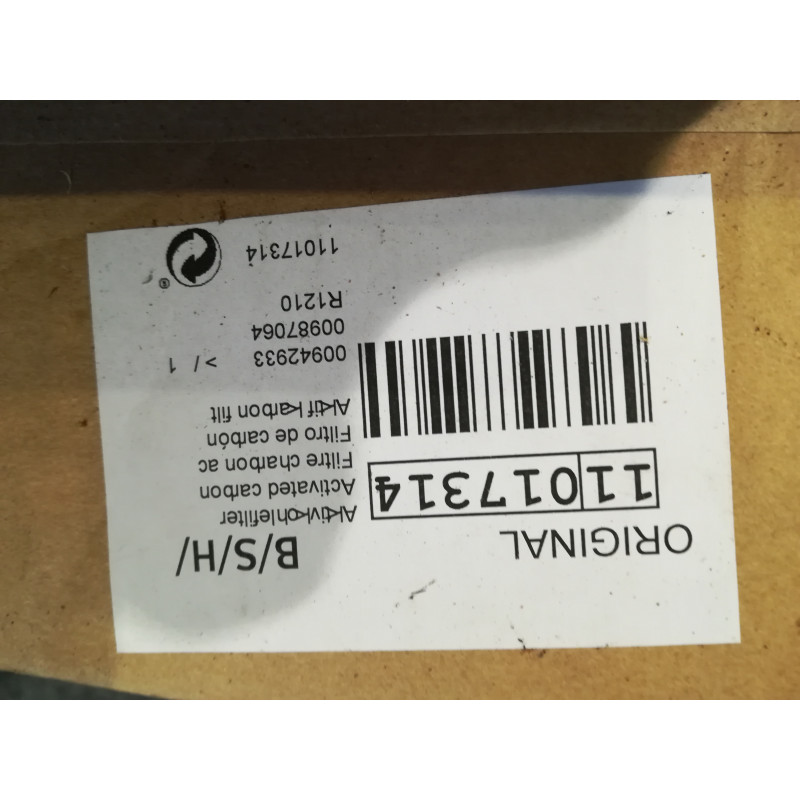 ORIGINAL
B/S/H/
11017314
Aktivkohlefilter
Activated carbon
Filtre charbon ac
Filtro de carbón
Aktif karbon filt
00942933 >/ 1
00987064
R1210
11017314
®